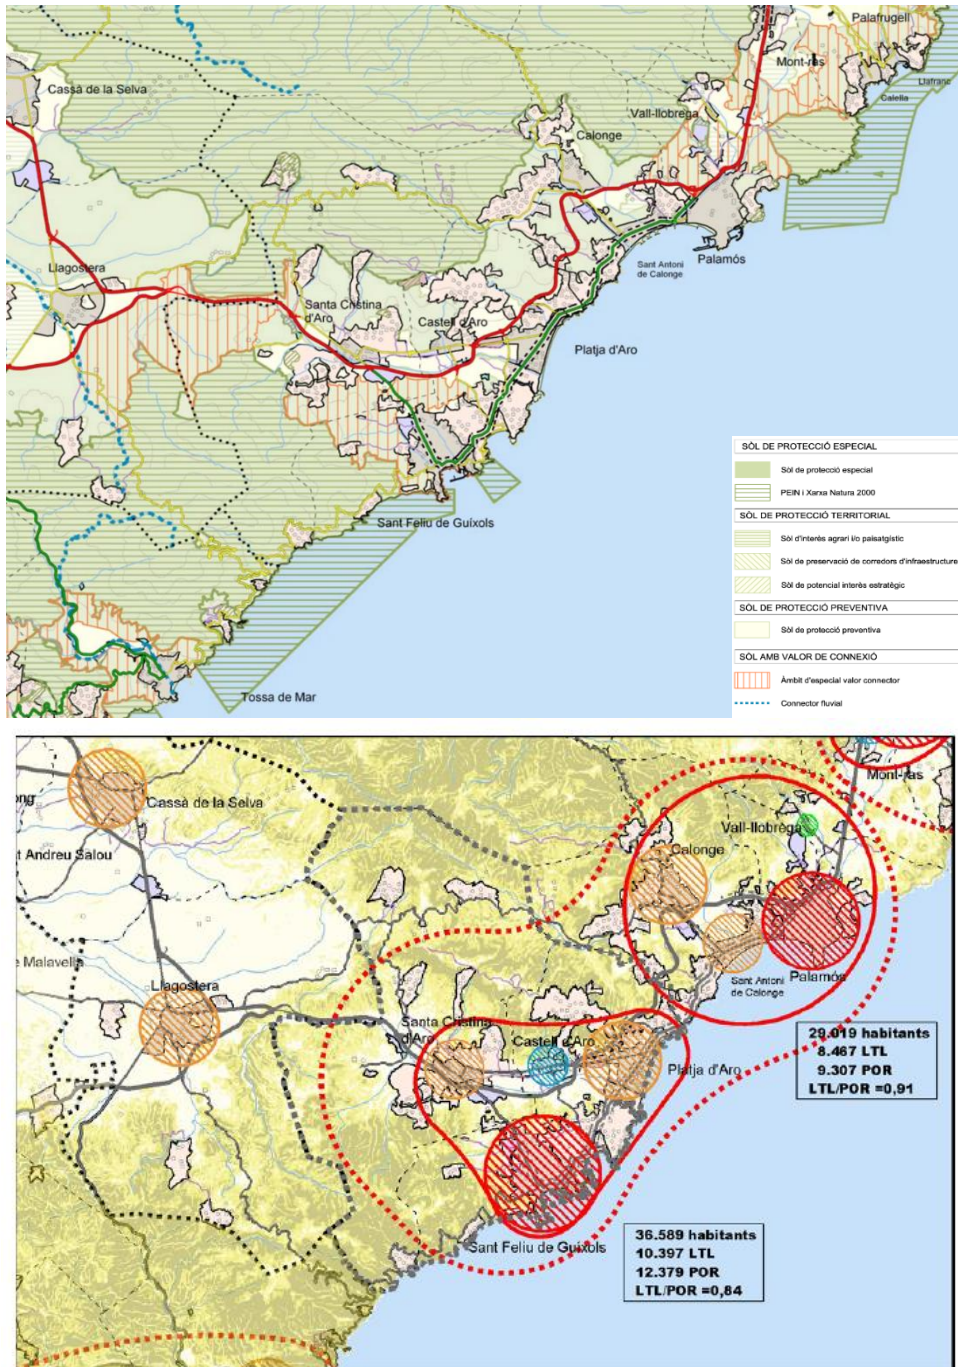 Palafrugell
Mont-ras
Llafranc
Cassà de la Selva
Calella
Vall-llobrega
Calonge
Llagostera
Sant Antoni
de Calonge
Palamós
Santa Cristina
d'Aro
Castell d'Aro
Platja d'Aro
Sant Feliu de Guíxols
Tossa de Mar
SÒL DE PROTECCIÓ ESPECIAL
Sòl de protecció especial
PEIN i Xarxa Natura 2000
SÒL DE PROTECCIÓ TERRITORIAL
Sòl d'interès agrari i/o paisatgístic
Sòl de preservació de corredors d'infraestructure
Sòl de potencial interès estratègic
SÒL DE PROTECCIÓ PREVENTIVA
Sòl de protecció preventiva
SÒL AMB VALOR DE CONNEXIÓ
Àmbit d'especial valor connector
Connector fluvial
Mont-ras
ong
Cassà de la Selva
Vall-llobrega
t Andreu Salou
Calonge
e Malavella
Llagostera
Palamós
Sant Antoni
de Calonge
Santa Cristina
d'Aro
Castell d'Aro
Platja d'Aro
29.019 habitants
8.467 LTL
9.307 POR
LTL/POR =0,91
Sant Feliu de Guíxols
36.589 habitants
10.397 LTL
12.379 POR
LTL/POR =0,84